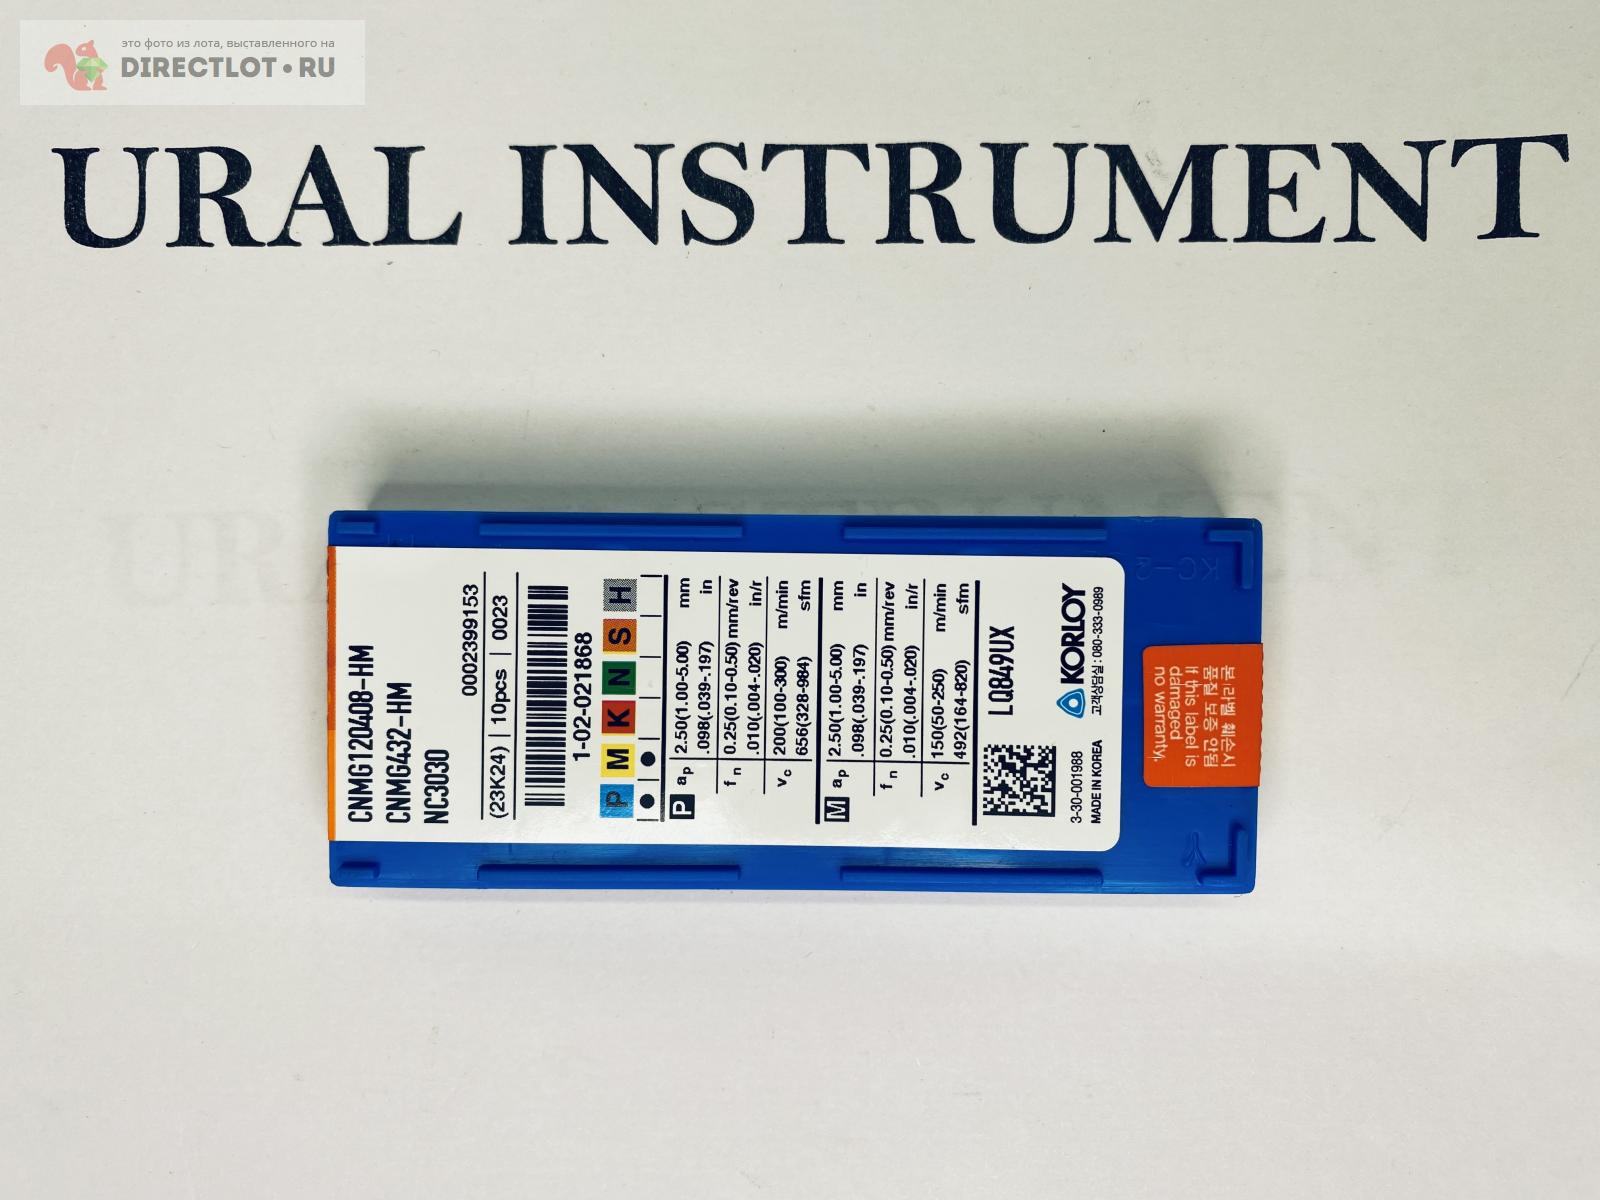 это фото из лота, выставленного на
DIRECTLOT•RU
URAL INSTRUMENT
CNMG120408-HM
CNMG432-HM
NC3030
0002399153
(23K24) | 10pcs | 0023
1-02-021868
P M K N S H
● ●
P ap 2.50(1.00-5.00) mm
.098(.039-.197) in
fn 0.25(0.10-0.50) mm/rev
.010(.004-.020) in/r
vc 200(100-300) m/min
656(328-984) sfm
M ap 2.50(1.00-5.00) mm
.098(.039-.197) in
fn 0.25(0.10-0.50) mm/rev
.010(.004-.020) in/r
vc 150(50-250) m/min
492(164-820) sfm
LQ849UX
KORLOY
3-30-001988
고객상담실 : 080-333-0989
MADE IN KOREA
본 라벨 훼손시
품질 보증 안됨
If this label is
damaged
no warranty.
KC-2